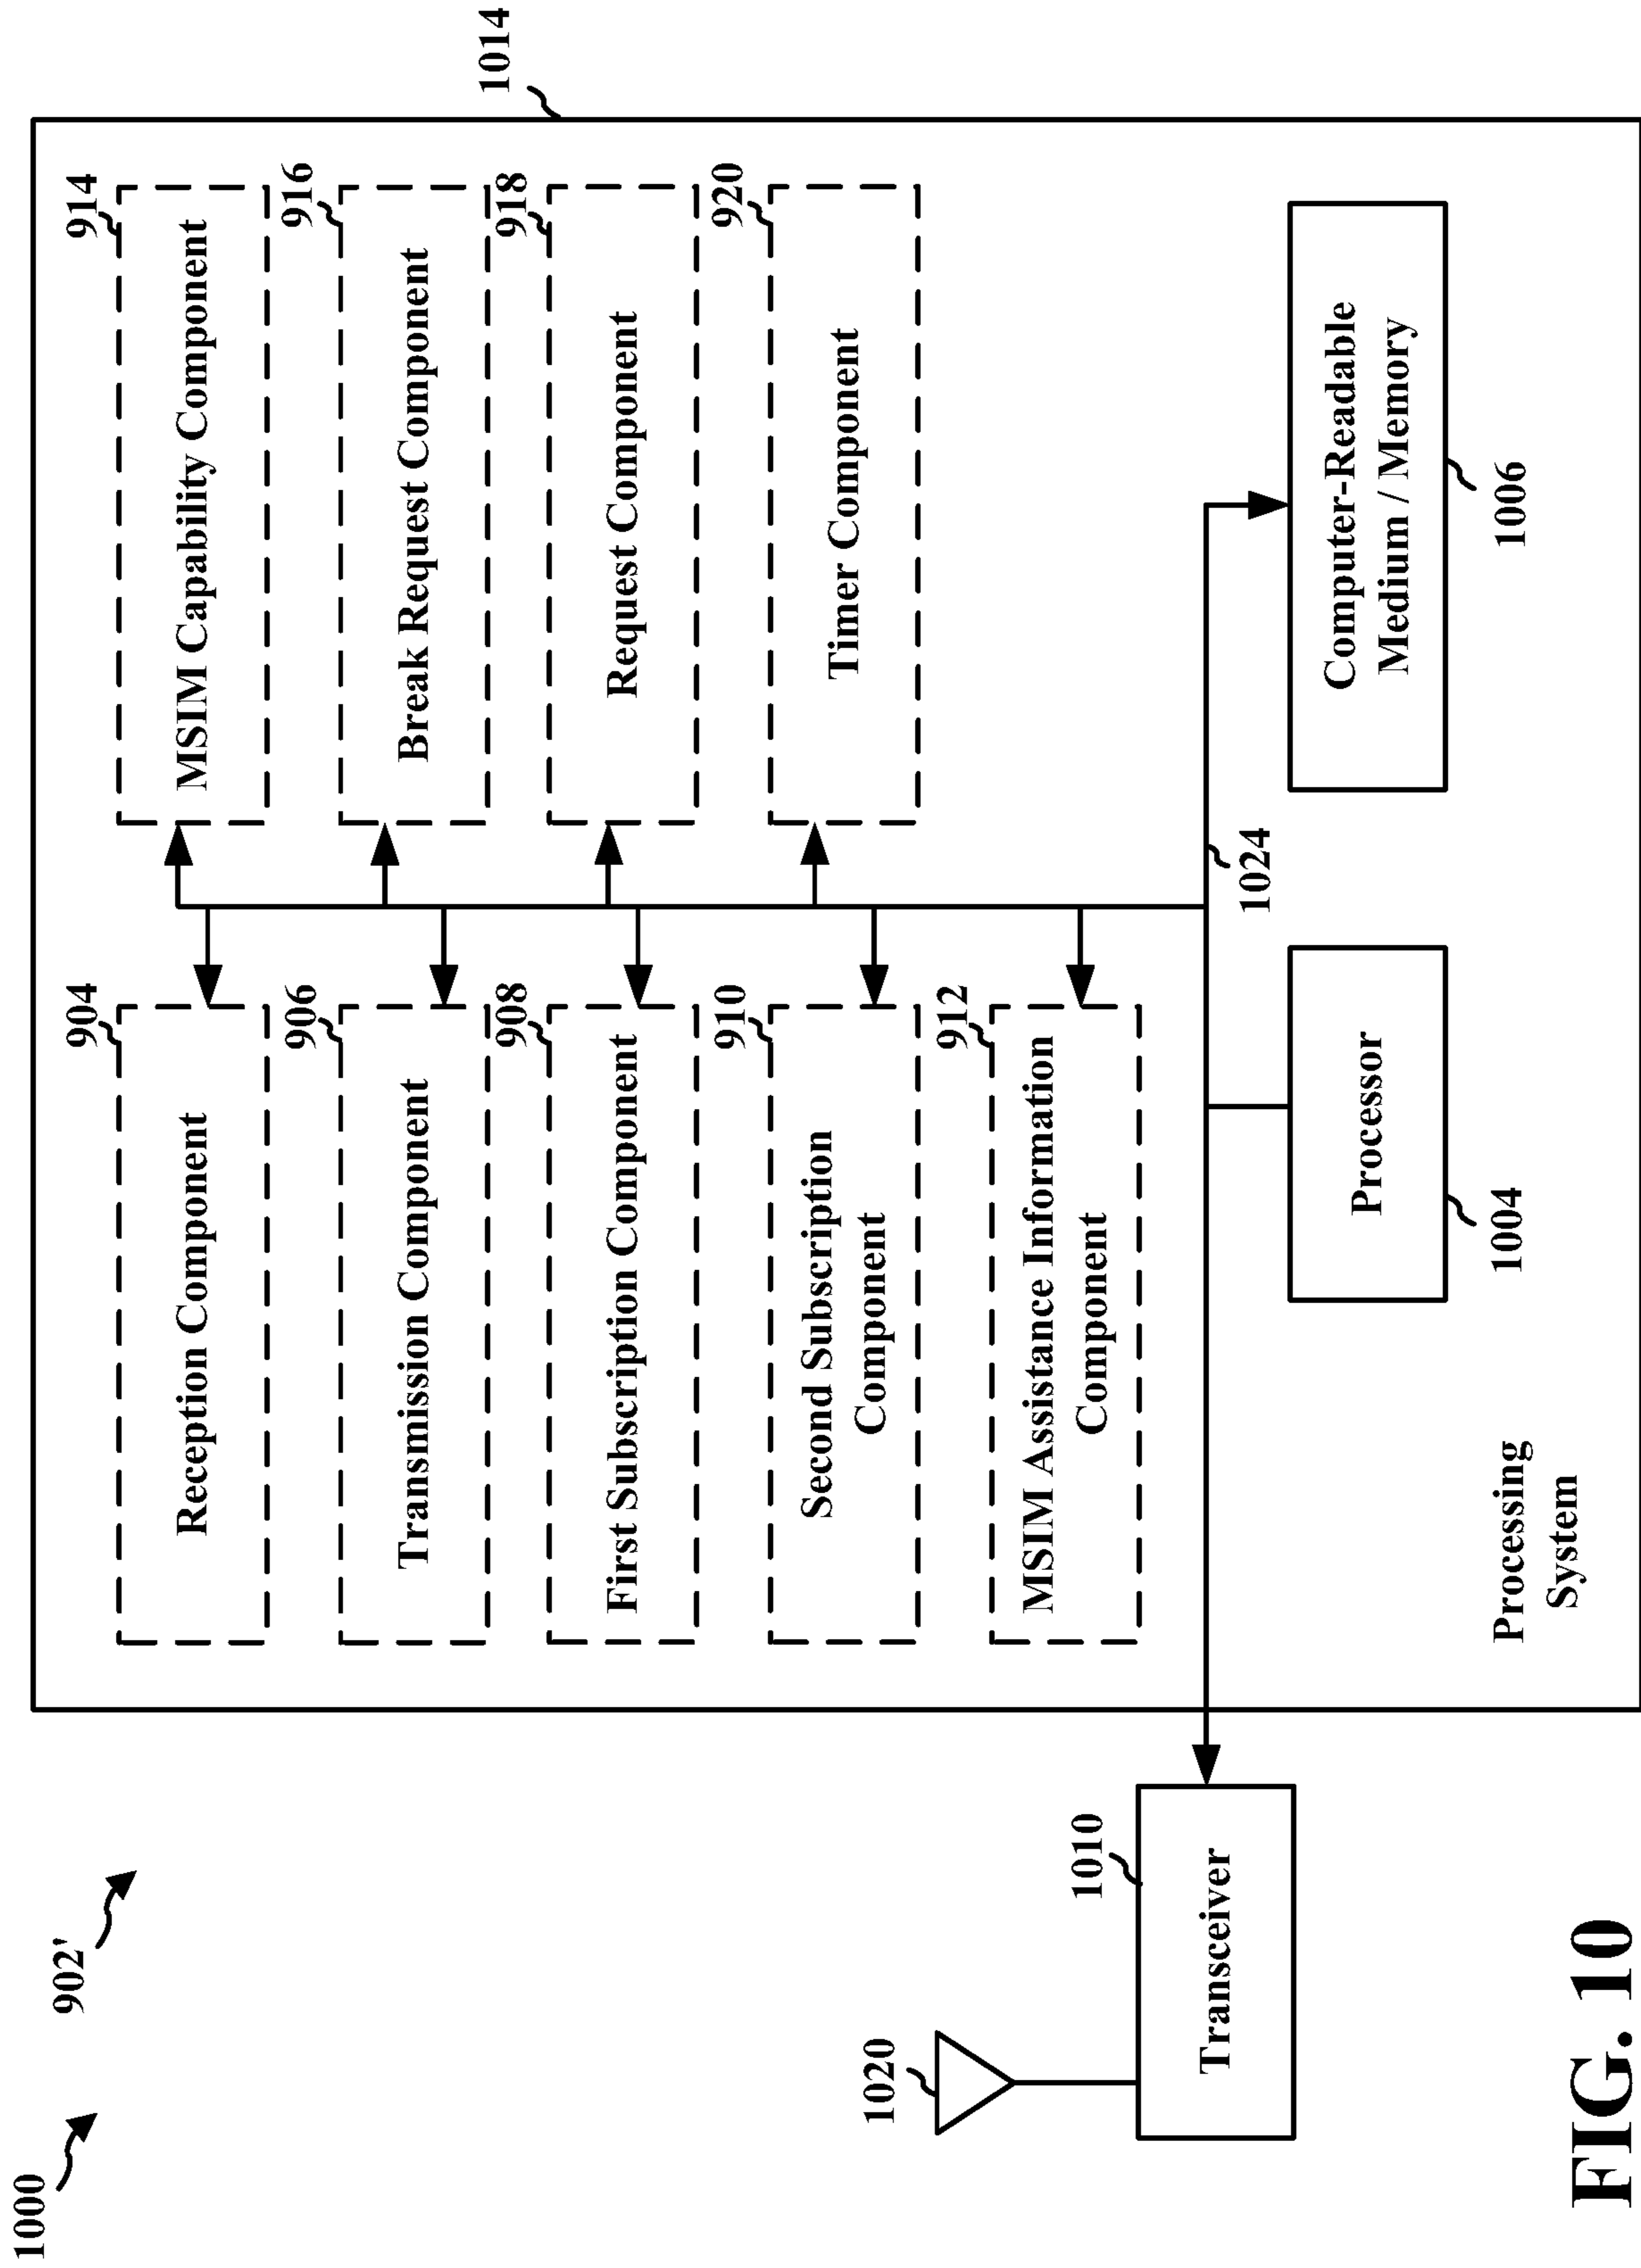 1000
902'
1014
904
Reception Component
914
MSIM Capability Component
906
Transmission Component
916
Break Request Component
908
First Subscription Component
918
Request Component
910
Second Subscription
Component
920
Timer Component
912
MSIM Assistance Information
Component
1020
1010
Transceiver
1024
Processor
1004
Computer-Readable
Medium / Memory
1006
Processing
System
FIG. 10